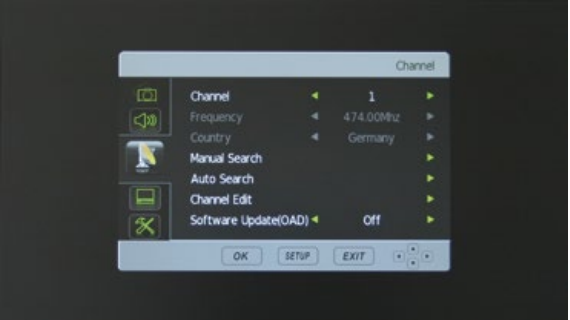 Channel
Channel 1
Frequency 474.00Mhz
Country Germany
Manual Search
Auto Search
Channel Edit
Software Update(OAD) Off
OK SETUP EXIT